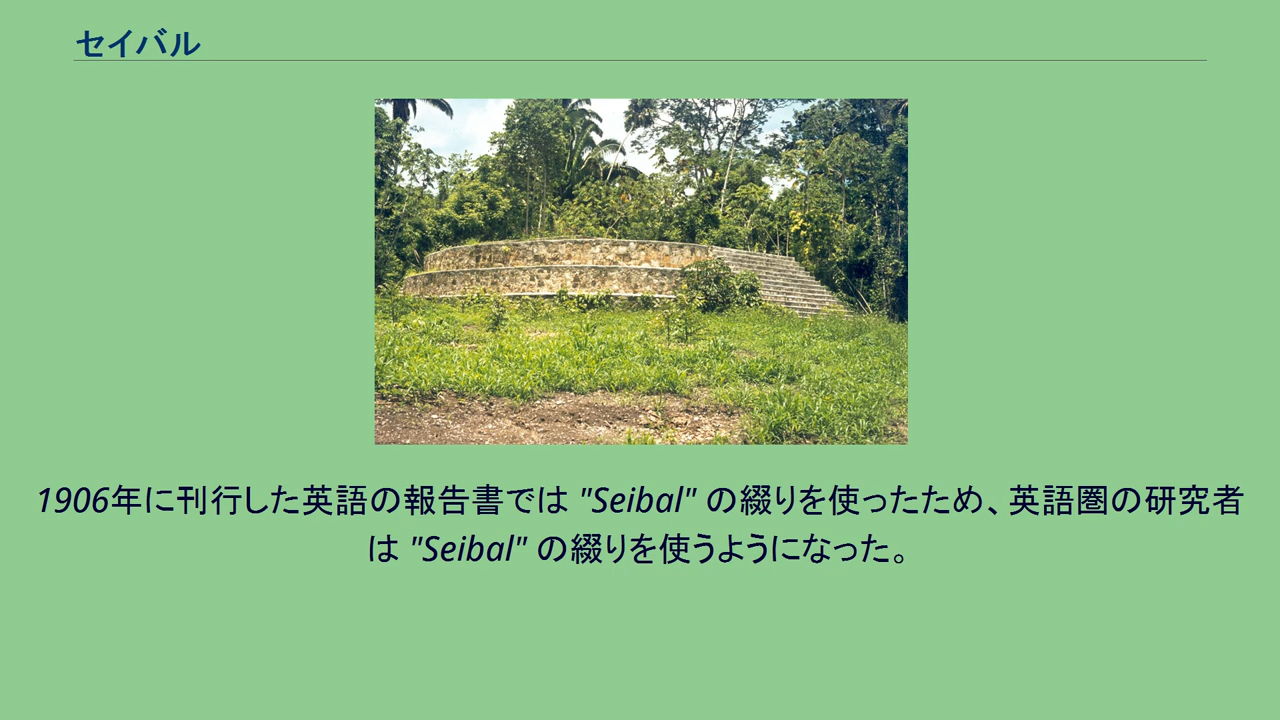 セイバル
1906年に刊行した英語の報告書では "Seibal" の綴りを使ったため、英語圏の研究者
は "Seibal" の綴りを使うようになった。